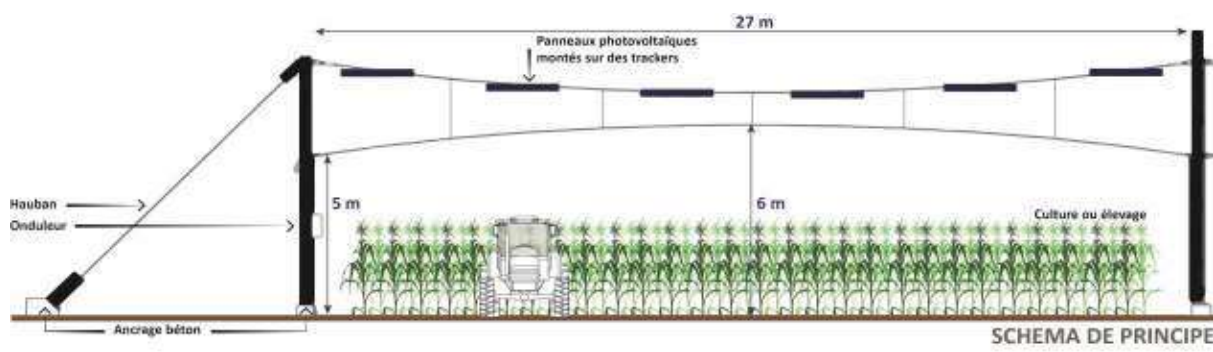 27 m
Panneaux photovoltaïques
montés sur des trackers
Hauban
Onduleur
5 m
6 m
Culture ou élevage
Ancrage béton
SCHEMA DE PRINCIPE